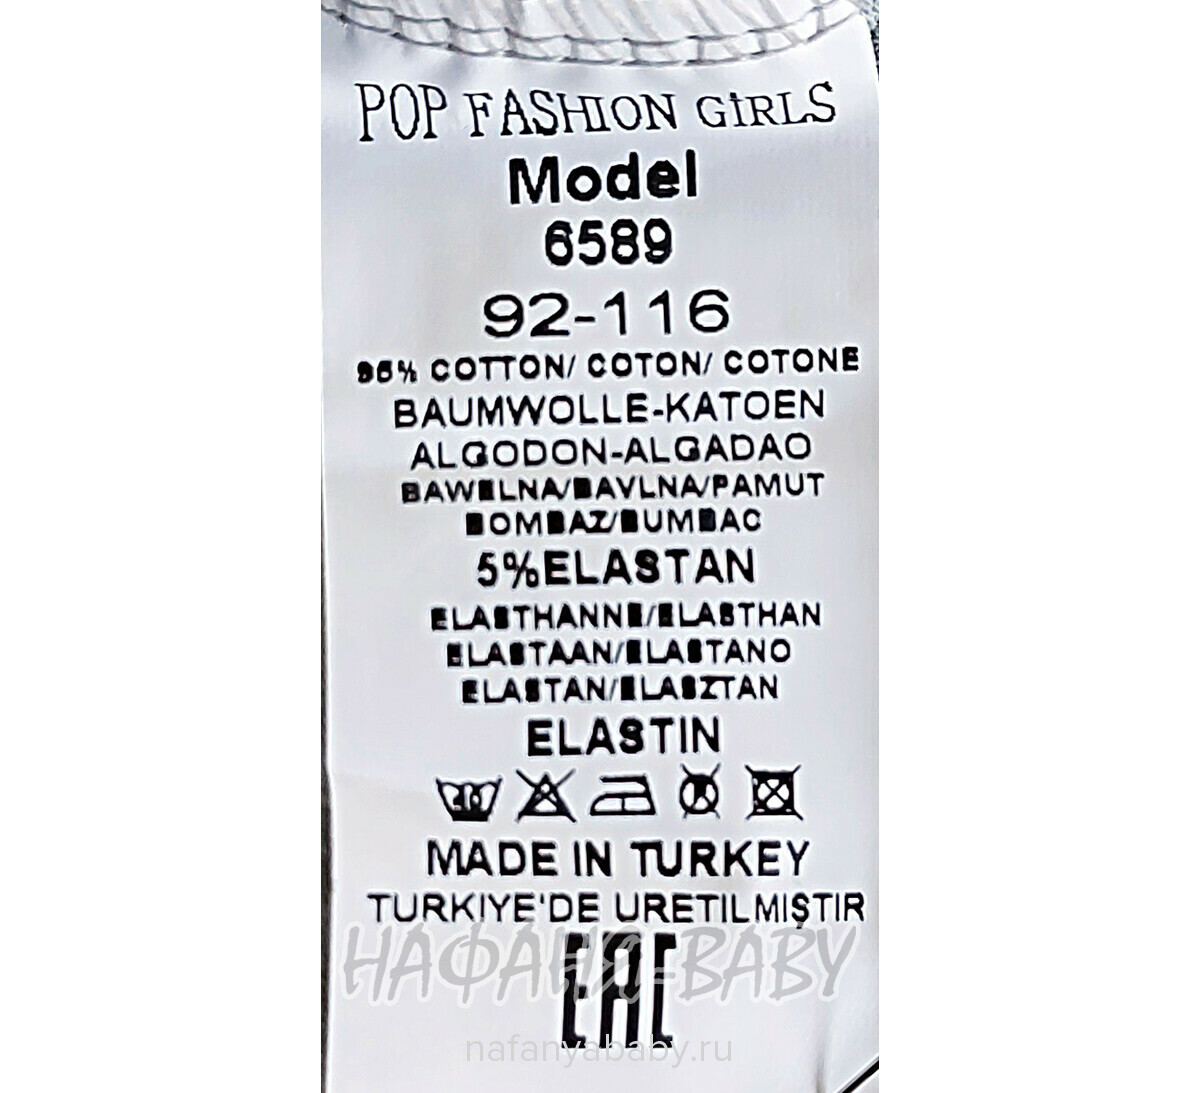 POP FASHION GiRLS
Model
6589
92-116
95% COTTON/ COTON/ COTONE
BAUMWOLLE-KATOEN
ALGODON-ALGADAO
BAWELNA/BAVLNA/PAMUT
BOMBAZ/BUMBAC
5%ELASTAN
ELASTHANNE/ELASTHAN
ELASTAAN/ELASTANO
ELASTAN/ELASZTAN
ELASTIN
MADE IN TURKEY
TURKIYE'DE URETILMIŞTIR
НАФАНЯ-BABY
EAC
nafanyababy.ru